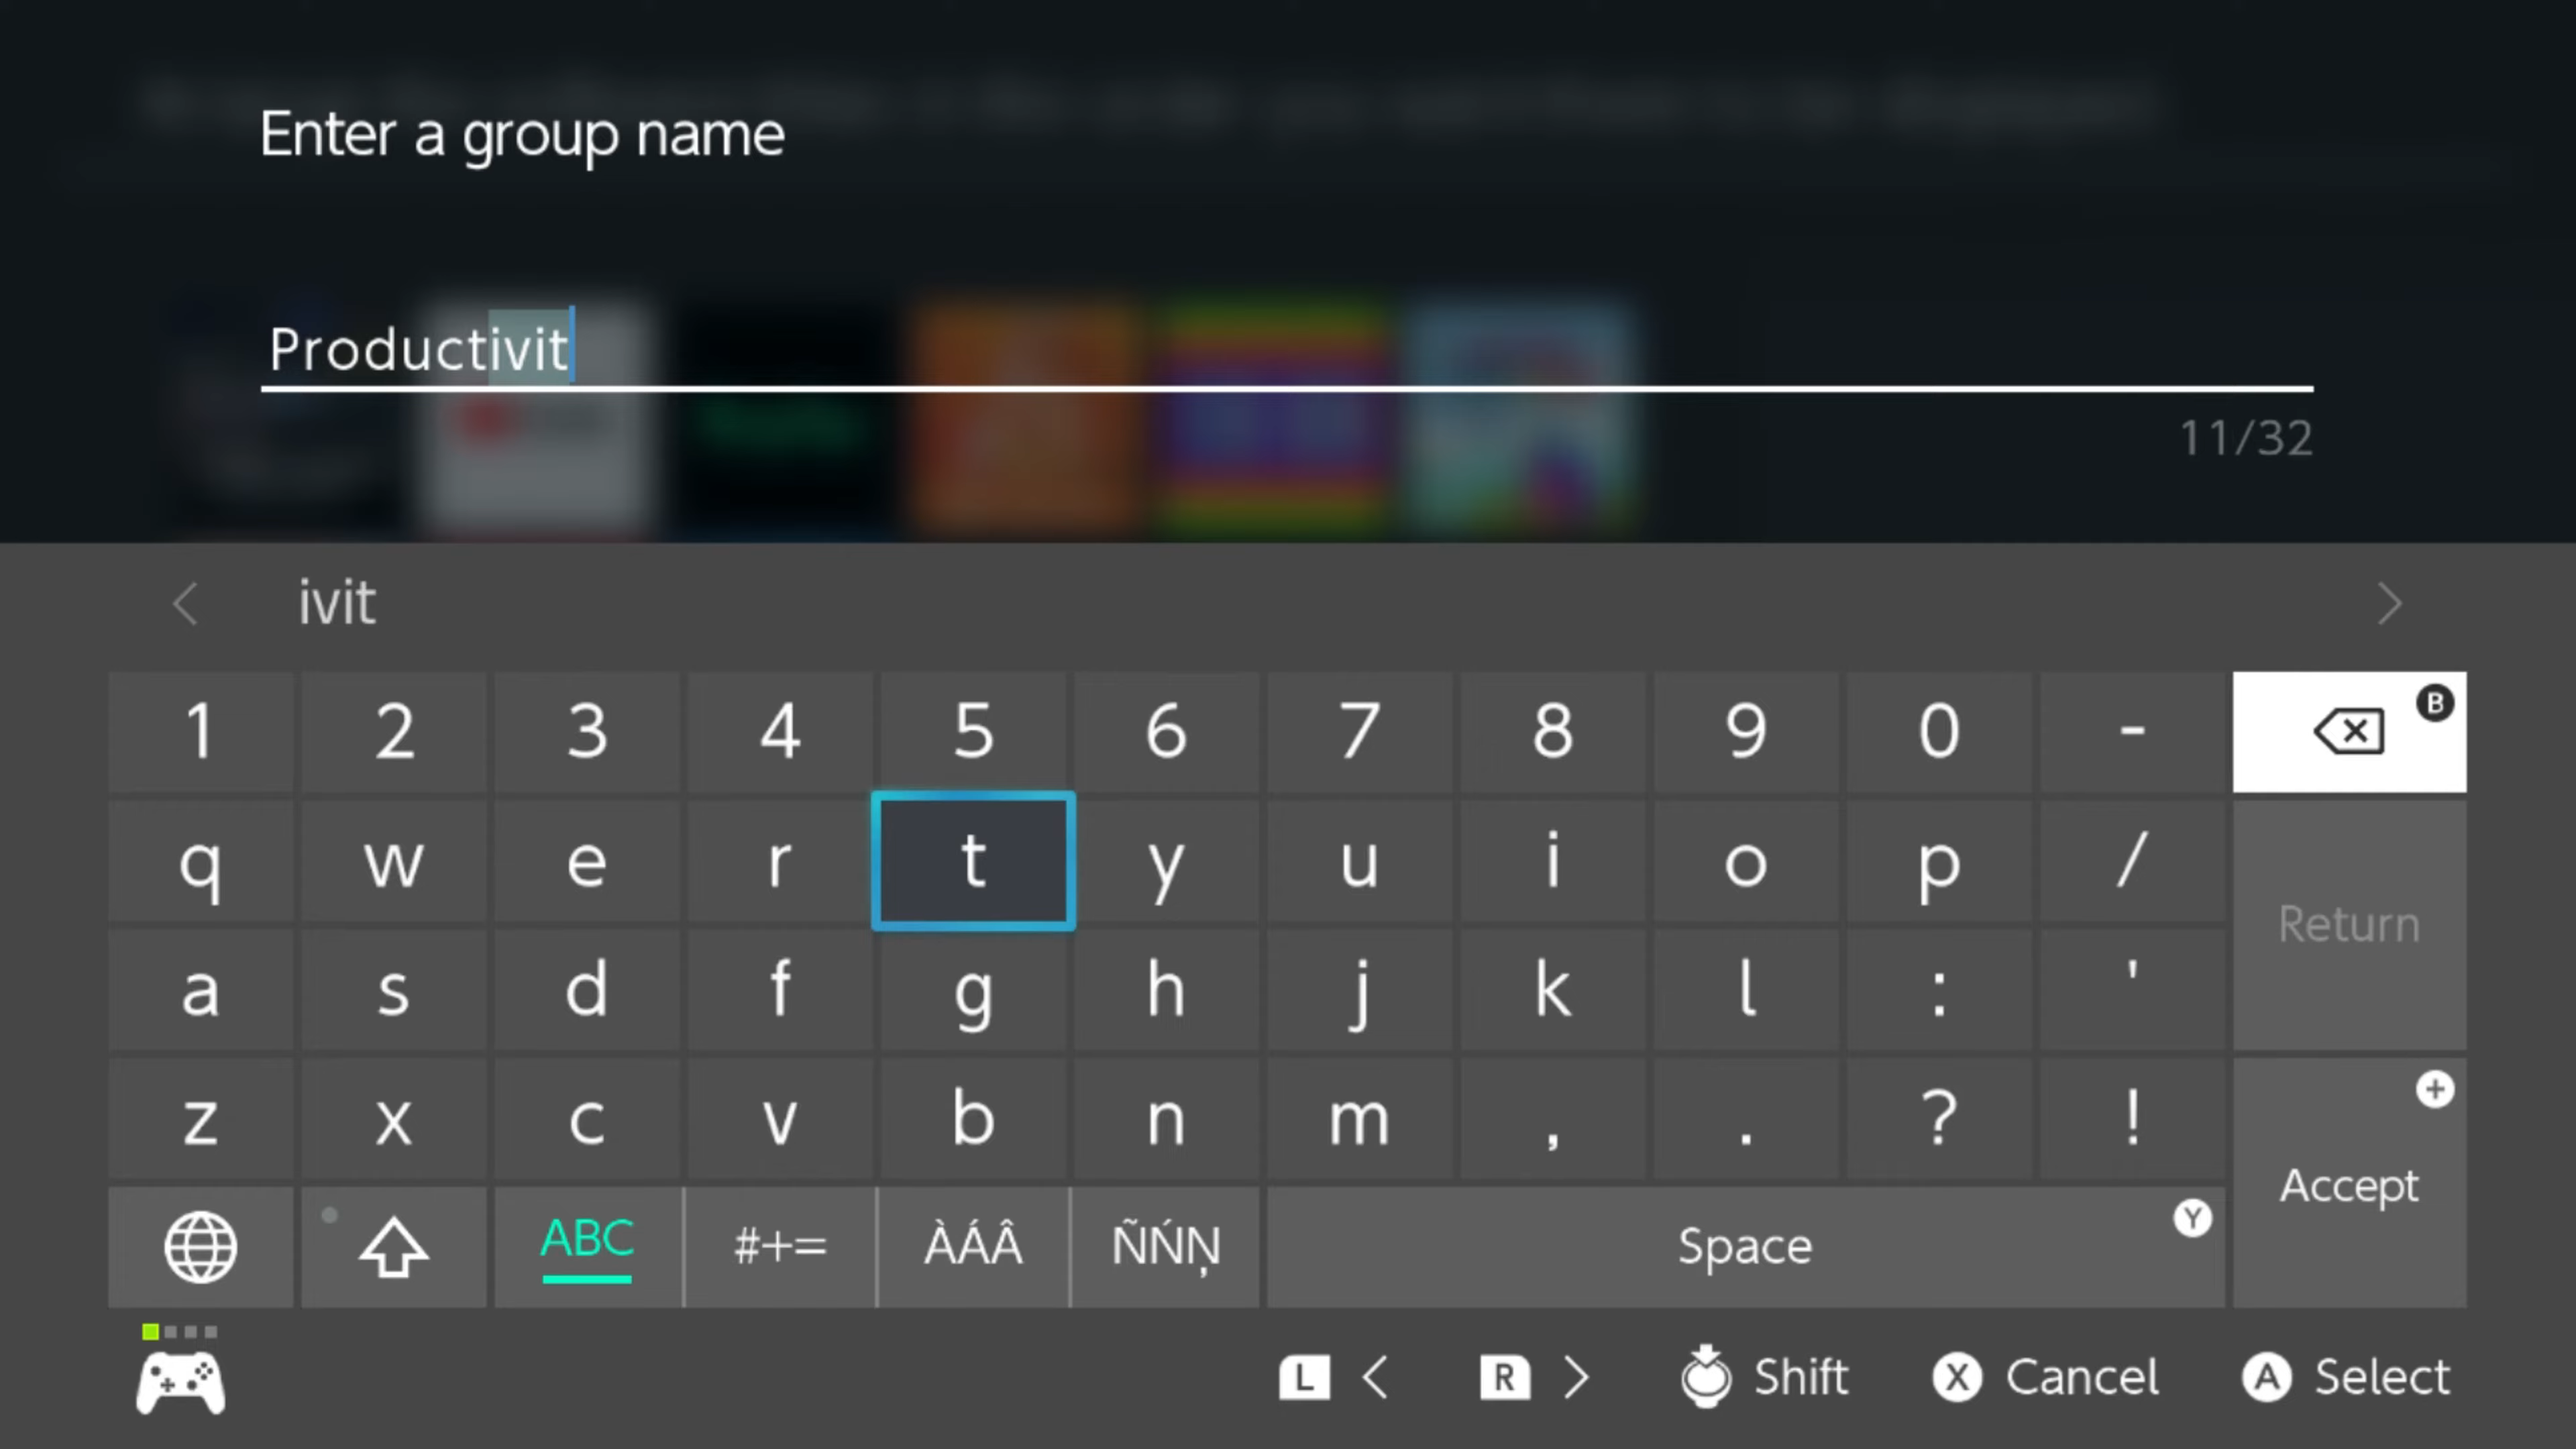 Enter a group name
Productivit
11/32
< ivit >
1 2 3 4 5 6 7 8 9 0 - B
q w e r t y u i o p /
Return
a s d f g h j k l : '
z x c v b n m , . ? ! +
Accept
ABC #+= ÀÁÂ ÑŃŅ Space Y
L < R > Shift X Cancel A Select